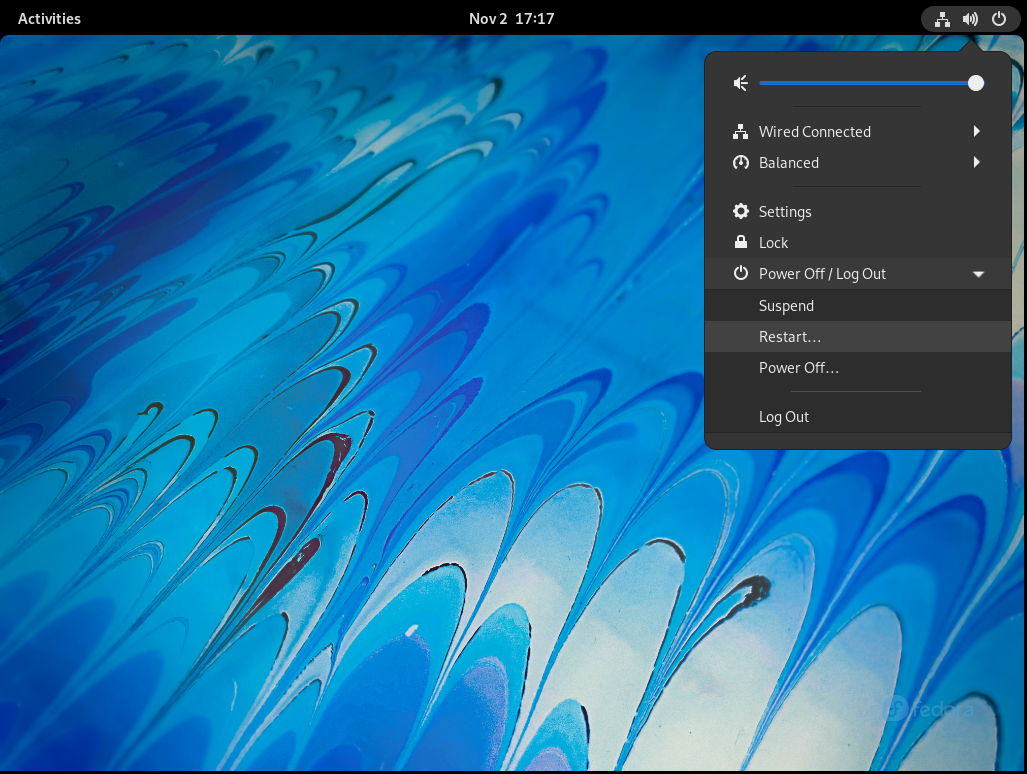 Activities
Nov 2 17:17
Wired Connected
Balanced
Settings
Lock
Power Off / Log Out
Suspend
Restart…
Power Off…
Log Out
fedora